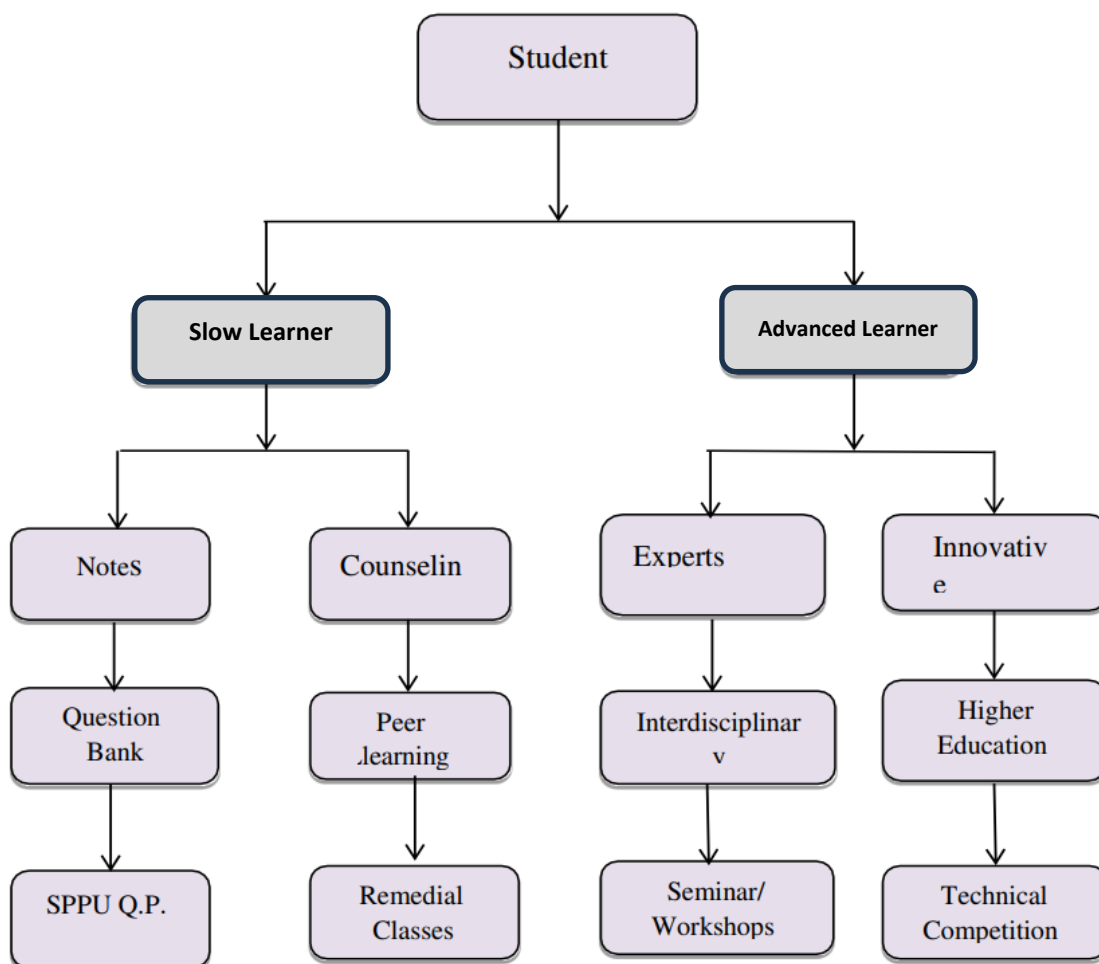 Student
Slow Learner
Advanced Learner
Notes
Counselin
Experts
Innovativ
e
Question
Bank
Peer
learning
Interdisciplinar
y
Higher
Education
SPPU Q.P.
Remedial
Classes
Seminar/
Workshops
Technical
Competition